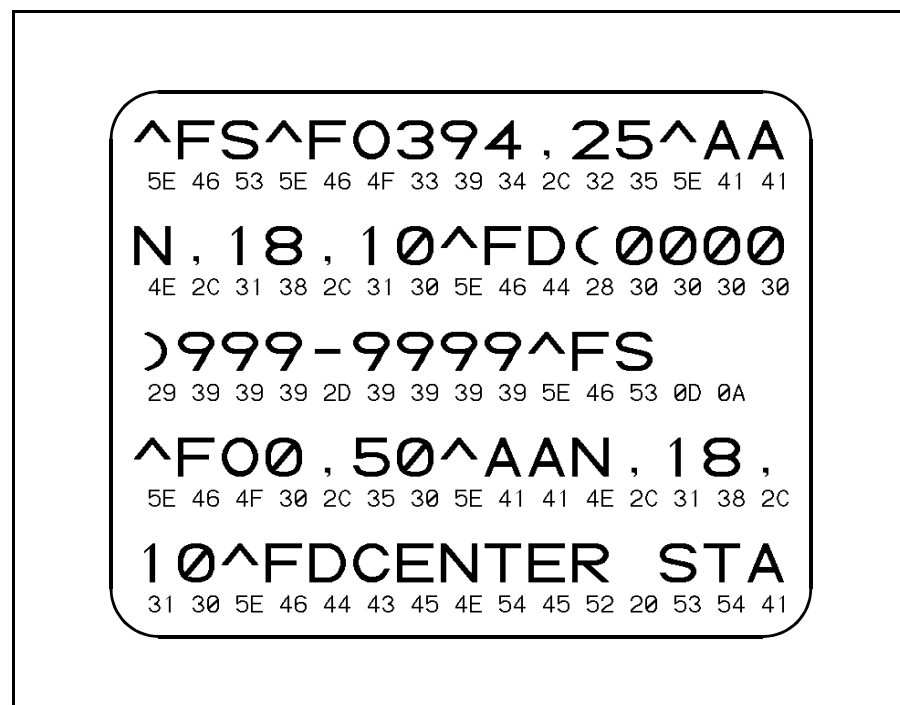 ^FS^FO394,25^AA
5E 46 53 5E 46 4F 33 39 34 2C 32 35 5E 41 41
N,18,10^FD(0000
4E 2C 31 38 2C 31 30 5E 46 44 28 30 30 30 30
)999-9999^FS
29 39 39 39 2D 39 39 39 39 5E 46 53 0D 0A
^FO0,50^AAN,18,
5E 46 4F 30 2C 35 30 5E 41 41 4E 2C 31 38 2C
10^FDCENTER STA
31 30 5E 46 44 43 45 4E 54 45 52 20 53 54 41